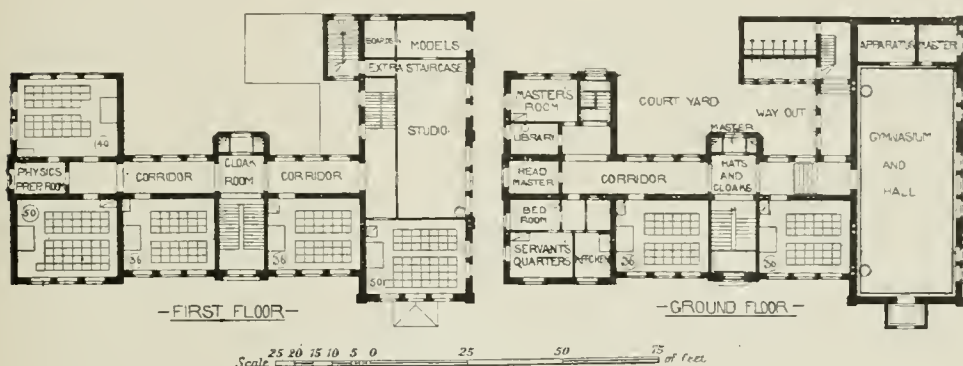 BOARDS
MODELS
EXTRA STAIRCASE
STUDIO.
(40
PHYSICS
PREP ROOM
CORRIDOR
CLOAK
ROOM
CORRIDOR
50
36
36
50
-FIRST FLOOR-
APPARATUS
MASTER
MASTER'S
ROOM
COURT YARD
WAY OUT
LIBRARY
MASTER
GYMNASIUM
AND
HALL
HEAD
MASTER
CORRIDOR
HATS
AND
CLOAKS
BED
ROOM
SERVANTS
QUARTERS
KITCHEN
36
36
-GROUND FLOOR-
Scale 25 20 15 10 5 0 25 50 75 of feet